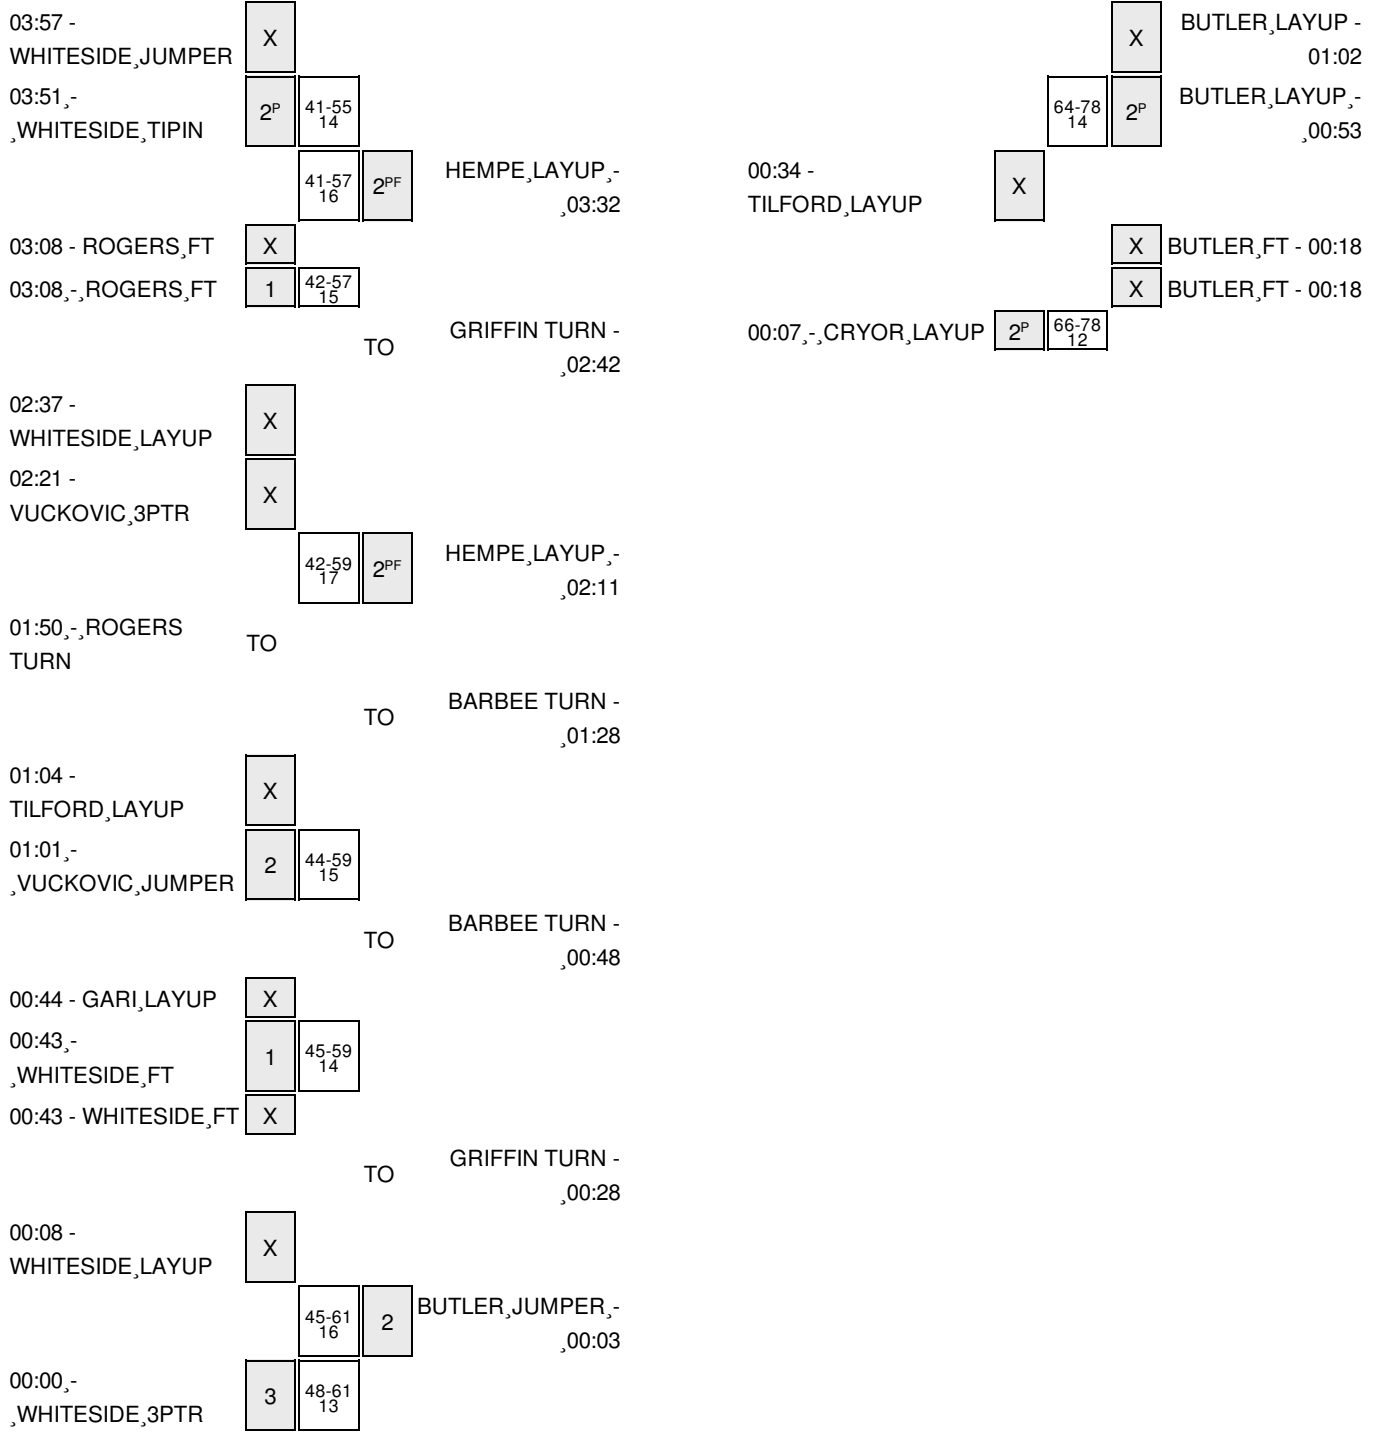 03:57 -
WHITESIDE¸JUMPER
X
03:51¸-
¸WHITESIDE¸TIPIN
2ᴾ
41-55
14
41-57
16
2ᴾᶠ
HEMPE¸LAYUP¸-
¸03:32
03:08 - ROGERS¸FT
X
03:08¸-¸ROGERS¸FT
1
42-57
15
TO
GRIFFIN TURN -
¸02:42
02:37 -
WHITESIDE¸LAYUP
X
02:21 -
VUCKOVIC¸3PTR
X
42-59
17
2ᴾᶠ
HEMPE¸LAYUP¸-
¸02:11
01:50¸-¸ROGERS
TURN
TO
TO
BARBEE TURN -
¸01:28
01:04 -
TILFORD¸LAYUP
X
01:01¸-
¸VUCKOVIC¸JUMPER
2
44-59
15
TO
BARBEE TURN -
¸00:48
00:44 - GARI¸LAYUP
X
00:43¸-
¸WHITESIDE¸FT
1
45-59
14
00:43 - WHITESIDE¸FT
X
TO
GRIFFIN TURN -
¸00:28
00:08 -
WHITESIDE¸LAYUP
X
45-61
16
2
BUTLER¸JUMPER¸-
¸00:03
00:00¸-
¸WHITESIDE¸3PTR
3
48-61
13
X
BUTLER¸LAYUP -
01:02
64-78
14
2ᴾ
BUTLER¸LAYUP¸-
¸00:53
00:34 -
TILFORD¸LAYUP
X
X
BUTLER¸FT - 00:18
X
BUTLER¸FT - 00:18
00:07¸-¸CRYOR¸LAYUP
2ᴾ
66-78
12